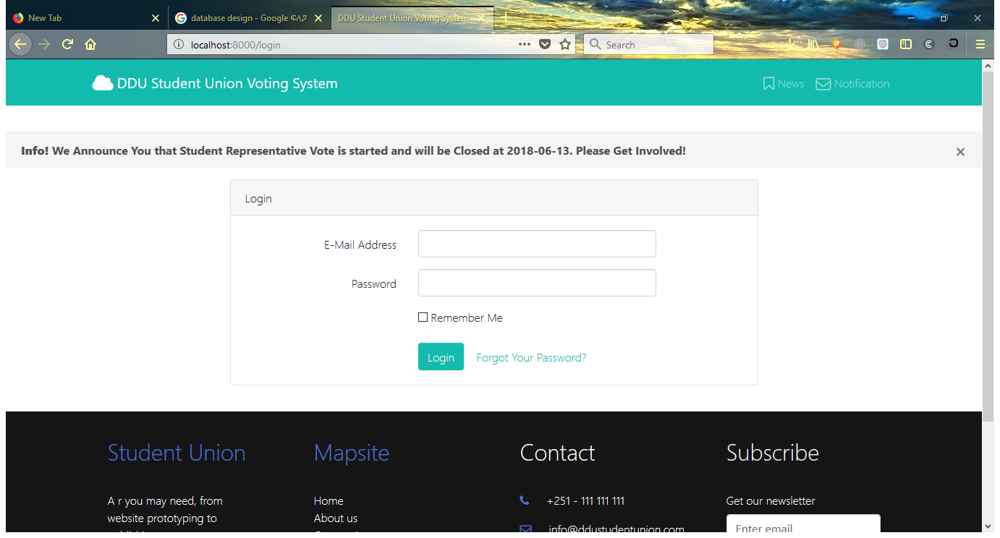 New Tab
database design - Google ፍለጋ
DDU Student Union Voting System
localhost:8000/login
Search
DDU Student Union Voting System
News
Notification
Info! We Announce You that Student Representative Vote is started and will be Closed at 2018-06-13. Please Get Involved!
Login
E-Mail Address
Password
Remember Me
Login
Forgot Your Password?
Student Union
Mapsite
Contact
Subscribe
A r you may need, from
website prototyping to
Home
About us
+251 - 111 111 111
info@ddustudentunion.com
Get our newsletter
Enter email